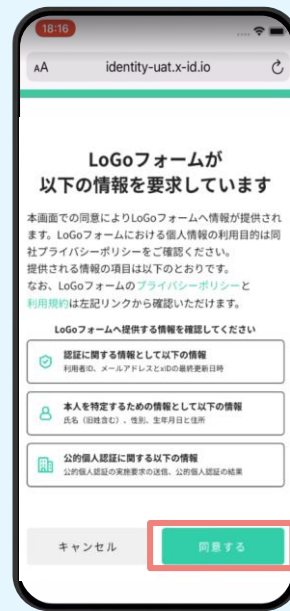 18:16
AA
identity-uat.x-id.io
LoGoフォームが
以下の情報を要求しています
本画面での同意によりLoGoフォームへ情報が提供され
ます。LoGoフォームにおける個人情報の利用目的は同
社プライバシーポリシーをご確認ください。
提供される情報の項目は以下のとおりです。
なお、LoGoフォームのプライバシーポリシーと
利用規約は左記リンクから確認いただけます。
LoGoフォームへ提供する情報を確認してください
認証に関する情報として以下の情報
利用者ID、メールアドレスとxIDの最終更新日時
本人を特定するための情報として以下の情報
氏名（旧姓含む）、性別、生年月日と住所
公的個人認証に関する以下の情報
公的個人認証の実施要求の送信、公的個人認証の結果
キャンセル
同意する